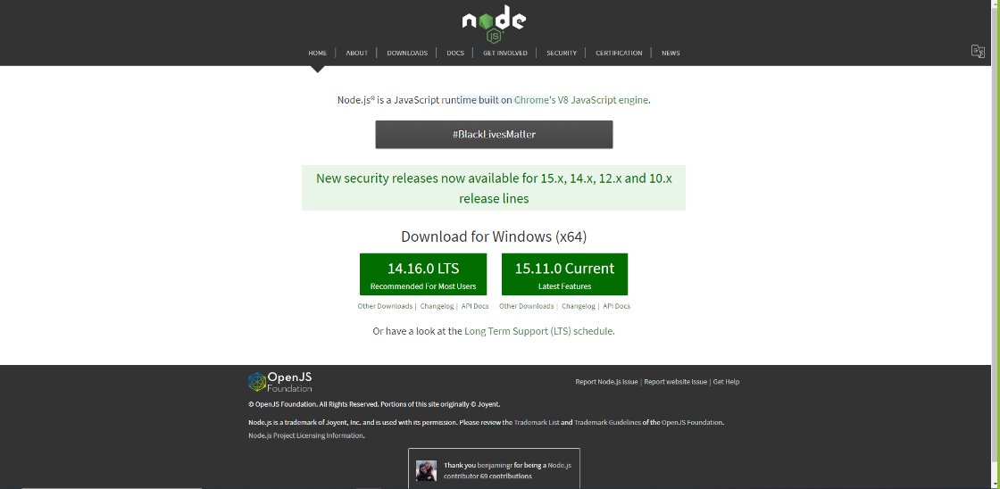 node
JS
HOME | ABOUT | DOWNLOADS | DOCS | GET INVOLVED | SECURITY | CERTIFICATION | NEWS
Node.js® is a JavaScript runtime built on Chrome's V8 JavaScript engine.
#BlackLivesMatter
New security releases now available for 15.x, 14.x, 12.x and 10.x
release lines
Download for Windows (x64)
14.16.0 LTS
Recommended For Most Users
15.11.0 Current
Latest Features
Other Downloads | Changelog | API Docs
Other Downloads | Changelog | API Docs
Or have a look at the Long Term Support (LTS) schedule.
OpenJS
Foundation
Report Node.js issue | Report website issue | Get Help
© OpenJS Foundation. All Rights Reserved. Portions of this site originally © Joyent.
Node.js is a trademark of Joyent, Inc. and is used with its permission. Please review the Trademark List and Trademark Guidelines of the OpenJS Foundation.
Node.js Project Licensing Information.
Thank you benjamingr for being a Node.js
contributor 69 contributions